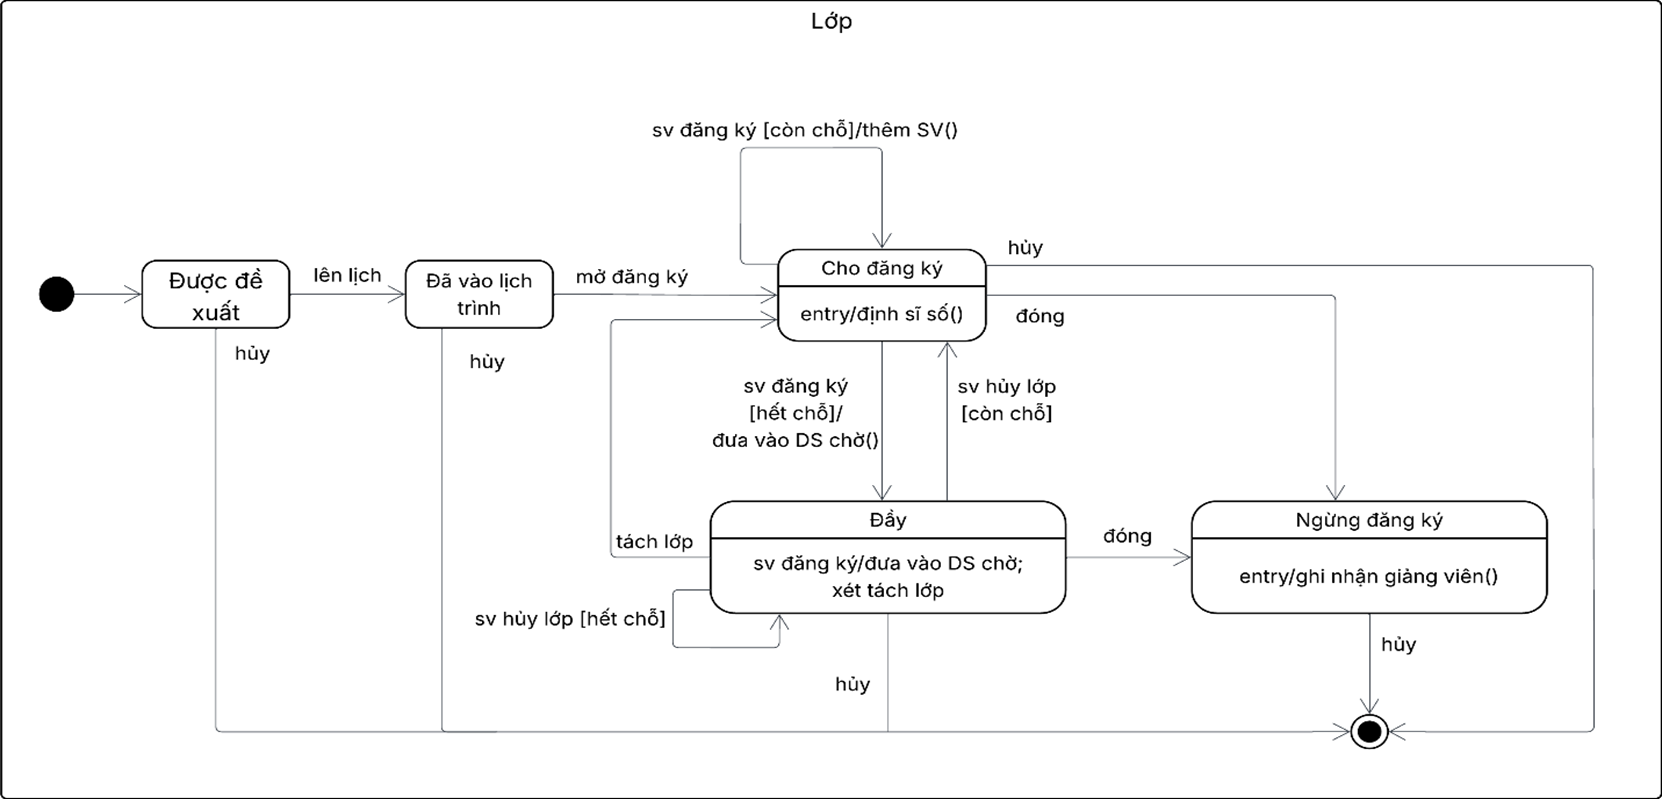 Lớp
sv đăng ký [còn chỗ]/thêm SV()
hủy
Được đề
xuất
lên lịch
Đã vào lịch
trình
mở đăng ký
Cho đăng ký
entry/định sĩ số()
đóng
hủy
hủy
sv đăng ký
[hết chỗ]/
đưa vào DS chờ()
sv hủy lớp
[còn chỗ]
tách lớp
Đầy
sv đăng ký/đưa vào DS chờ;
xét tách lớp
đóng
Ngừng đăng ký
entry/ghi nhận giảng viên()
sv hủy lớp [hết chỗ]
hủy
hủy